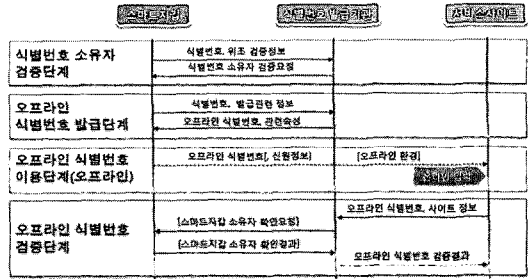 스마트지갑
식별번호 발급기관
식별번호 소유자
검증단계
식별번호, 위조 검증정보
식별번호 소유자 검증요청
오프라인
식별번호 발급단계
식별번호, 발급관련 정보
오프라인 식별번호, 관련속성
오프라인 식별번호
이용단계(오프라인)
오프라인 식별번호[, 신원정보]
[오프라인 환경]
오프라인 식별번호
검증단계
오프라인 식별번호, 사이트 정보
[스마트지갑 소유자 확인요청]
[스마트지갑 소유자 확인결과]
오프라인 식별번호 검증결과